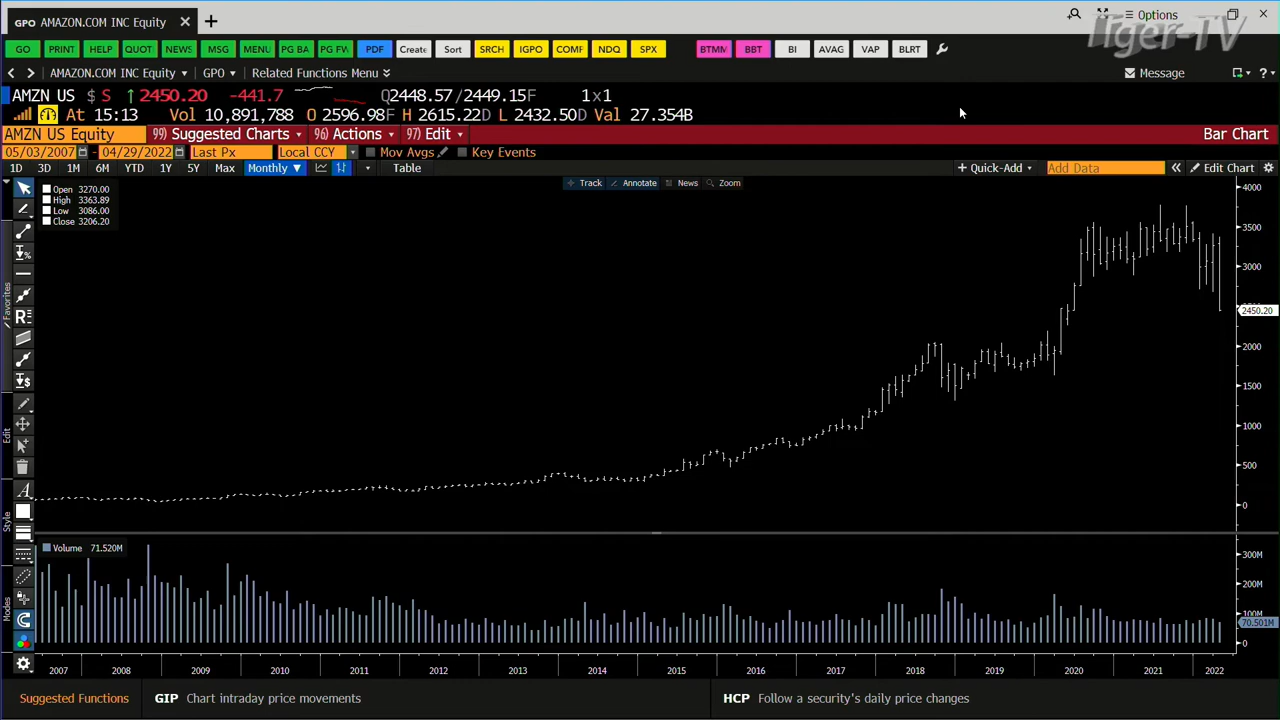 GPO AMAZON.COM INC Equity
Tiger-TV
Options
GO PRINT HELP QUOT NEWS MSG MENU PG BA PG FW PDF Create Sort SRCH IGPO COMF NDQ SPX BTMM BBT BI AVAG VAP BLRT
AMAZON.COM INC Equity GPO Related Functions Menu Message
AMZN US $ S ↑ 2450.20 -441.7 Q2448.57/2449.15F 1x1
At 15:13 Vol 10,891,788 O 2596.98F H 2615.22D L 2432.50D Val 27.354B
AMZN US Equity 99) Suggested Charts 96) Actions 97) Edit Bar Chart
05/03/2007 - 04/29/2022 Last Px Local CCY Mov Avgs Key Events
1D 3D 1M 6M YTD 1Y 5Y Max Monthly ▼ Table + Quick-Add Add Data « Edit Chart
Track Annotate News Zoom
Open 3270.00
High 3363.89
Low 3086.00
Close 3206.20
4000
3500
3000
2450.20
2000
1500
1000
500
0
Favorites
Edit
Style
Modes
Volume 71.520M
300M
200M
100M
70.501M
0
2007 2008 2009 2010 2011 2012 2013 2014 2015 2016 2017 2018 2019 2020 2021 2022
Suggested Functions GIP Chart intraday price movements HCP Follow a security's daily price changes